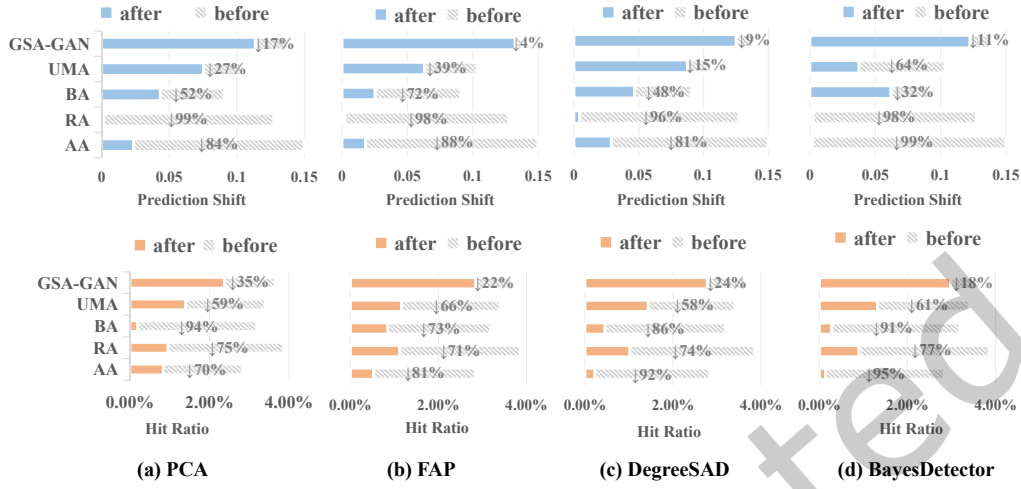 after before after before after before after before
GSA-GAN ↓17% ↓4% ↓9% ↓11%
UMA ↓27% ↓39% ↓15% ↓64%
BA ↓52% ↓72% ↓48% ↓32%
RA ↓99% ↓98% ↓96% ↓98%
AA ↓84% ↓88% ↓81% ↓99%
0 0.05 0.1 0.15 0 0.05 0.1 0.15 0 0.05 0.1 0.15 0 0.05 0.1 0.15
Prediction Shift Prediction Shift Prediction Shift Prediction Shift
after before after before after before after before
GSA-GAN ↓35% ↓22% ↓24% ↓18%
UMA ↓59% ↓66% ↓58% ↓61%
BA ↓94% ↓73% ↓86% ↓91%
RA ↓75% ↓71% ↓74% ↓77%
AA ↓70% ↓81% ↓92% ↓95%
0.00% 2.00% 4.00% 0.00% 2.00% 4.00% 0.00% 2.00% 4.00% 0.00% 2.00% 4.00%
Hit Ratio Hit Ratio Hit Ratio Hit Ratio
(a) PCA (b) FAP (c) DegreeSAD (d) BayesDetector
ted